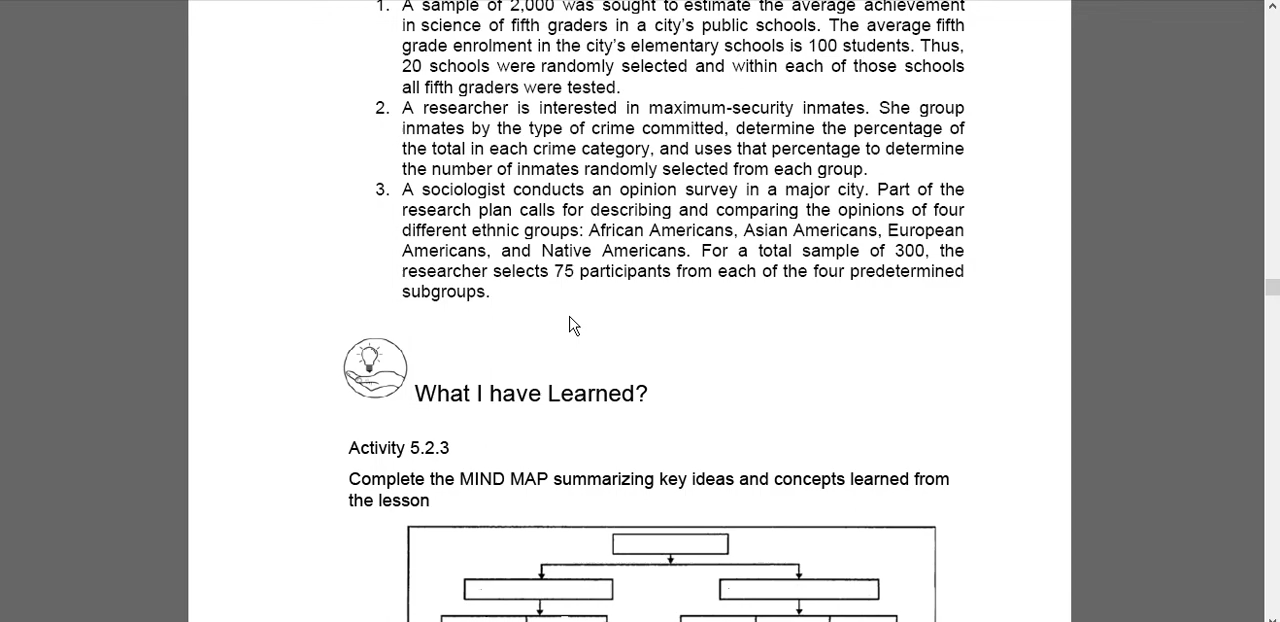 1. A sample of 2,000 was sought to estimate the average achievement
in science of fifth graders in a city's public schools. The average fifth
grade enrolment in the city's elementary schools is 100 students. Thus,
20 schools were randomly selected and within each of those schools
all fifth graders were tested.
2. A researcher is interested in maximum-security inmates. She group
inmates by the type of crime committed, determine the percentage of
the total in each crime category, and uses that percentage to determine
the number of inmates randomly selected from each group.
3. A sociologist conducts an opinion survey in a major city. Part of the
research plan calls for describing and comparing the opinions of four
different ethnic groups: African Americans, Asian Americans, European
Americans, and Native Americans. For a total sample of 300, the
researcher selects 75 participants from each of the four predetermined
subgroups.
What I have Learned?
Activity 5.2.3
Complete the MIND MAP summarizing key ideas and concepts learned from
the lesson